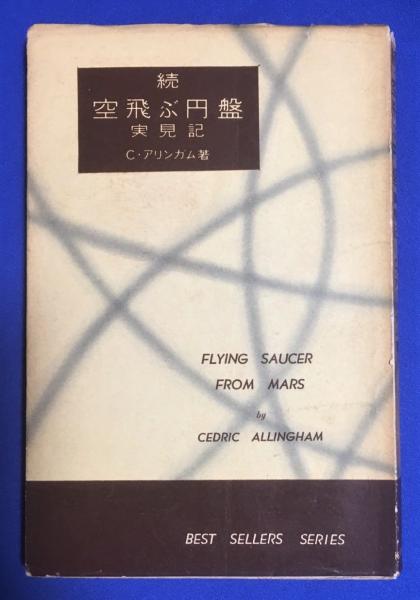 続
空飛ぶ円盤
実見記
C・アリンガム著
FLYING SAUCER
FROM MARS
by
CEDRIC ALLINGHAM
BEST SELLERS SERIES